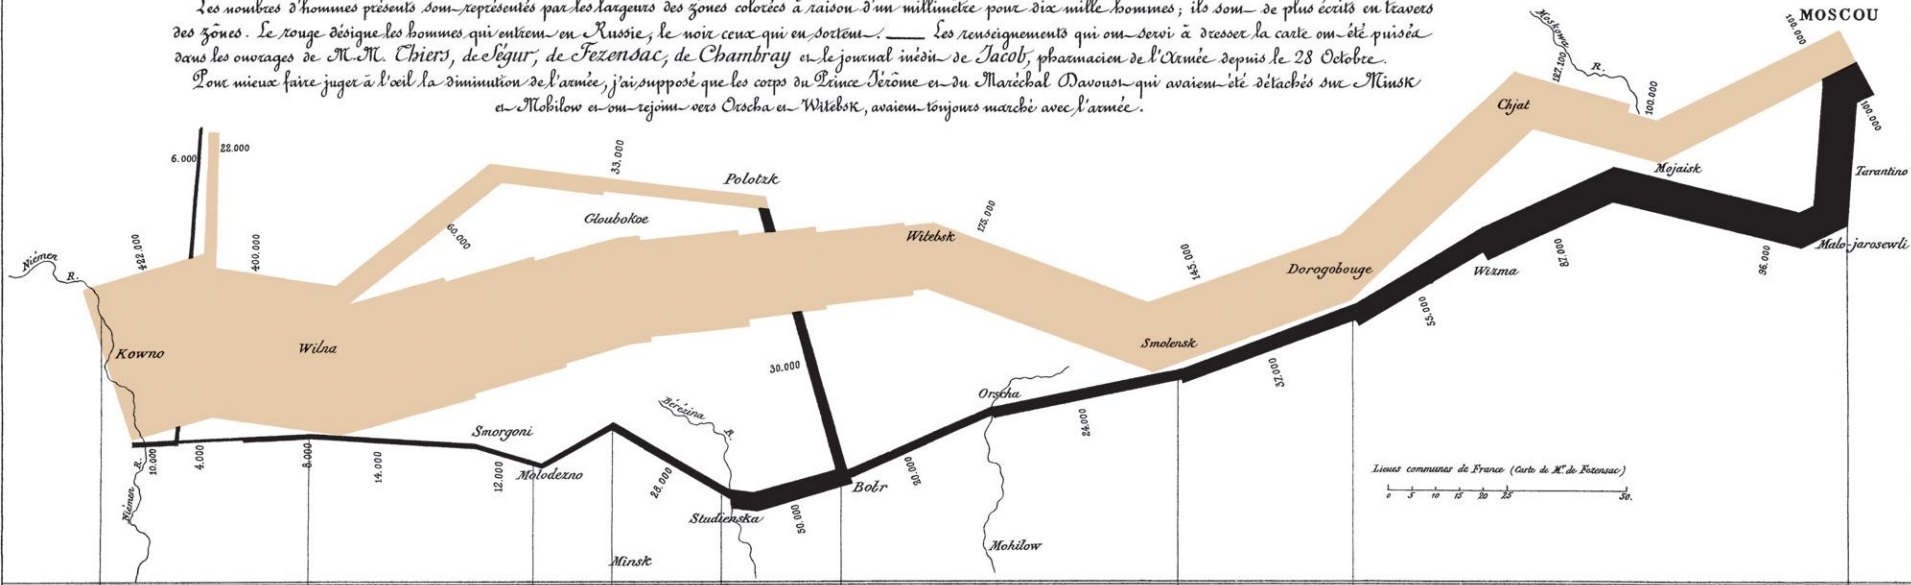 Les nombres d'hommes présents sont représentés par les largeurs des zones colorées à raison d'un millimètre pour dix mille hommes; ils sont de plus écrits en travers
des zônes. Le rouge désigne les hommes qui entrent en Russie, le noir ceux qui en sortent. — Les renseignements qui ont servi à dresser la carte ont été puisés
dans les ouvrages de M.M. Chiers, de Ségur, de Fezensac, de Chambray et le journal inédit de Jacob, pharmacien de l'Armée depuis le 28 Octobre.
Pour mieux faire juger à l'œil la diminution de l'armée, j'ai supposé que les corps du Prince Jérôme et du Maréchal Davoust qui avaient été détachés sur Minsk
et Mohilow et ont rejoint vers Orscha et Witebsk, avaient toujours marché avec l'armée.
MOSCOU
100.000
Moskowa
R.
127.100
100.000
Chjat
100.000
Mojaisk
Tarantino
6.000
22.000
33.000
Polotzk
Gloubokoe
60.000
175.000
Witebsk
422.000
400.000
Niémen
R.
145.000
Dorogobouge
Malo-jarosewli
96.000
87.000
Wizma
55.000
Kowno
Wilna
Smolensk
30.000
37.000
Orscha
24.000
Bérézina
R.
Smorgoni
Molodezno
10.000
4.000
8.000
14.000
12.000
28.000
Studienska
50.000
Bobr
20.000
Niémen
R.
Minsk
Mohilow
Lieues communes de France (Carte de M. de Fezensac)
0 5 10 15 20 25 50.